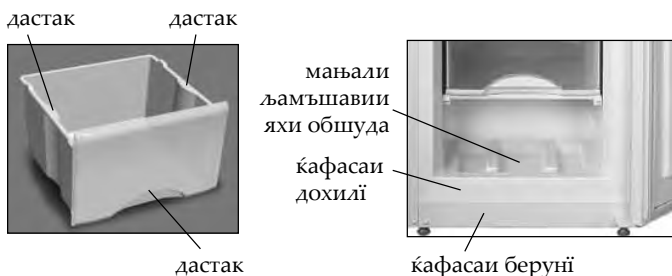 дастак
дастак
дастак
мањали
љамъшавии
яхи обшуда
ќафасаи
дохилї
ќафасаи берунї